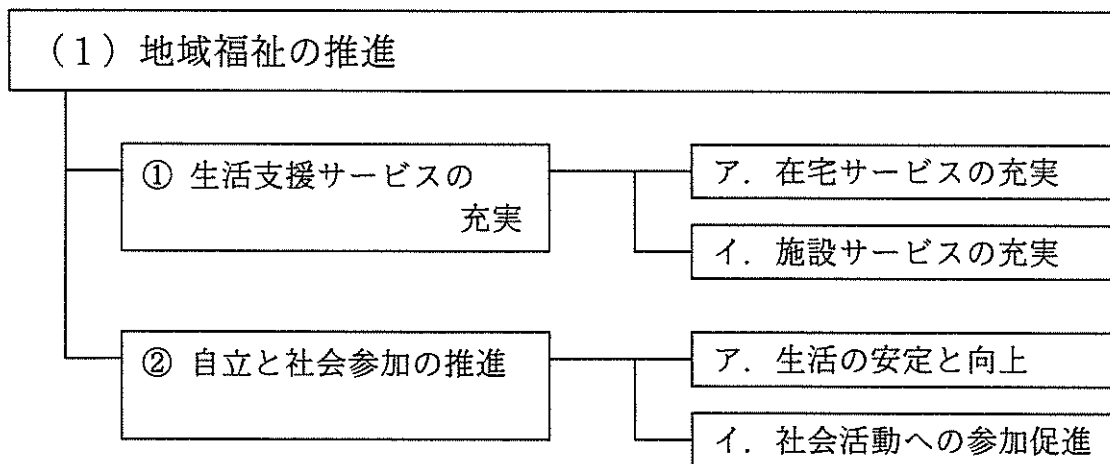 （１）地域福祉の推進
① 生活支援サービスの
充実
ア．在宅サービスの充実
イ．施設サービスの充実
② 自立と社会参加の推進
ア．生活の安定と向上
イ．社会活動への参加促進